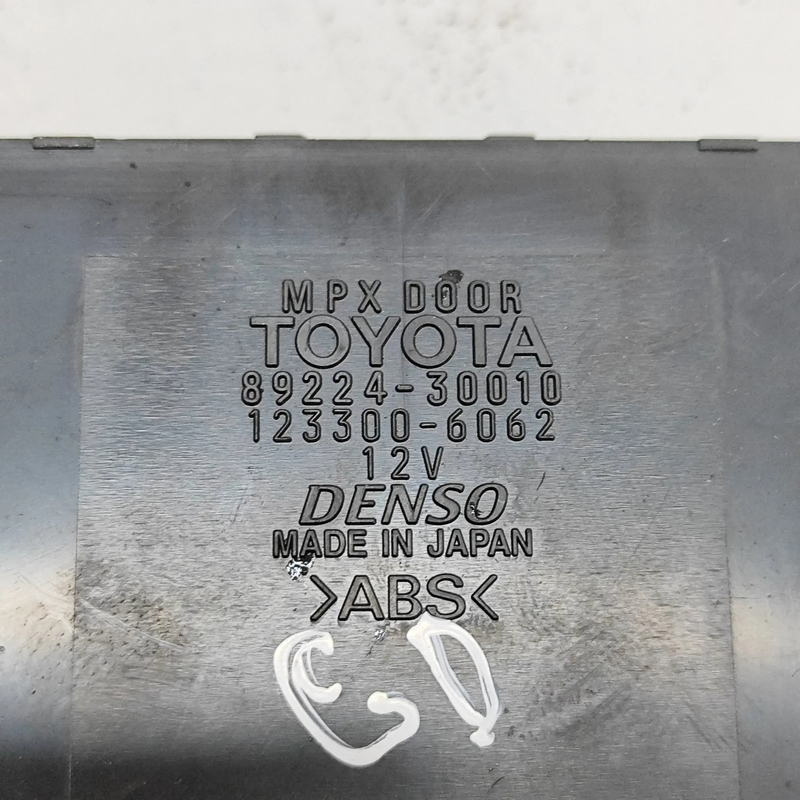 MPX DOOR
TOYOTA
89224-30010
123300-6062
12V
DENSO
MADE IN JAPAN
>ABS<